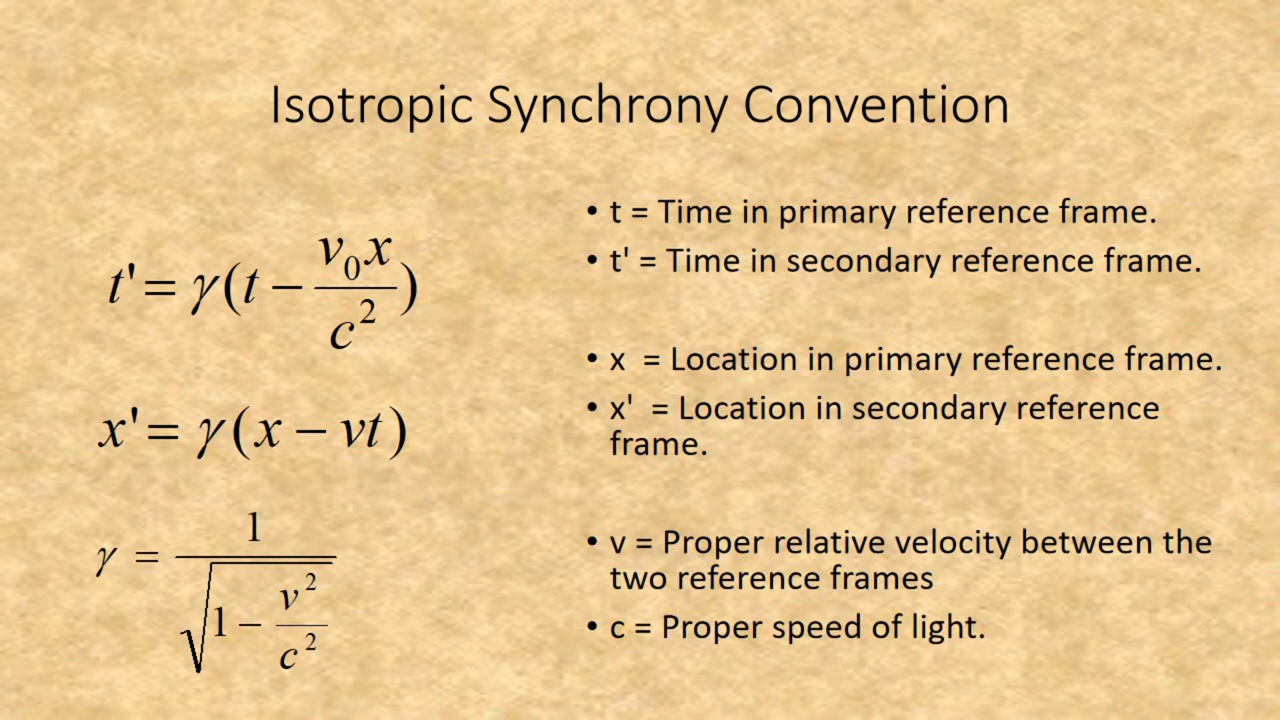 Isotropic Synchrony Convention
t' = γ(t − v₀x/c²)
x' = γ(x − vt)
γ = 1/√(1 − v²/c²)
• t = Time in primary reference frame.
• t' = Time in secondary reference frame.
• x = Location in primary reference frame.
• x' = Location in secondary reference
frame.
• v = Proper relative velocity between the
two reference frames
• c = Proper speed of light.